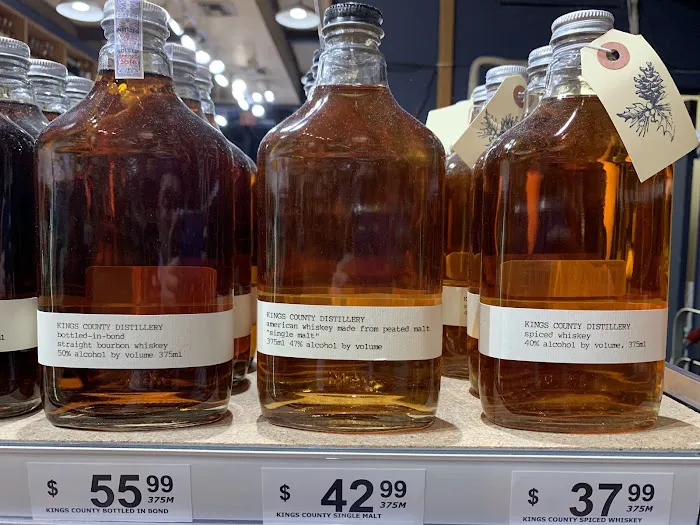 KINGS COUNTY DISTILLERY
bottled-in-bond
straight bourbon whiskey
50% alcohol by volume 375ml
KINGS COUNTY DISTILLERY
american whiskey made from peated malt
"single malt"
375ml 47% alcohol by volume
KINGS COUNTY DISTILLERY
spiced whiskey
40% alcohol by volume, 375ml
ml
$ 55 99
375M
KINGS COUNTY BOTTLED IN BOND
$ 42 99
375M
KINGS COUNTY SINGLE MALT
$ 37 99
375M
KINGS COUNTY SPICED WHISKEY